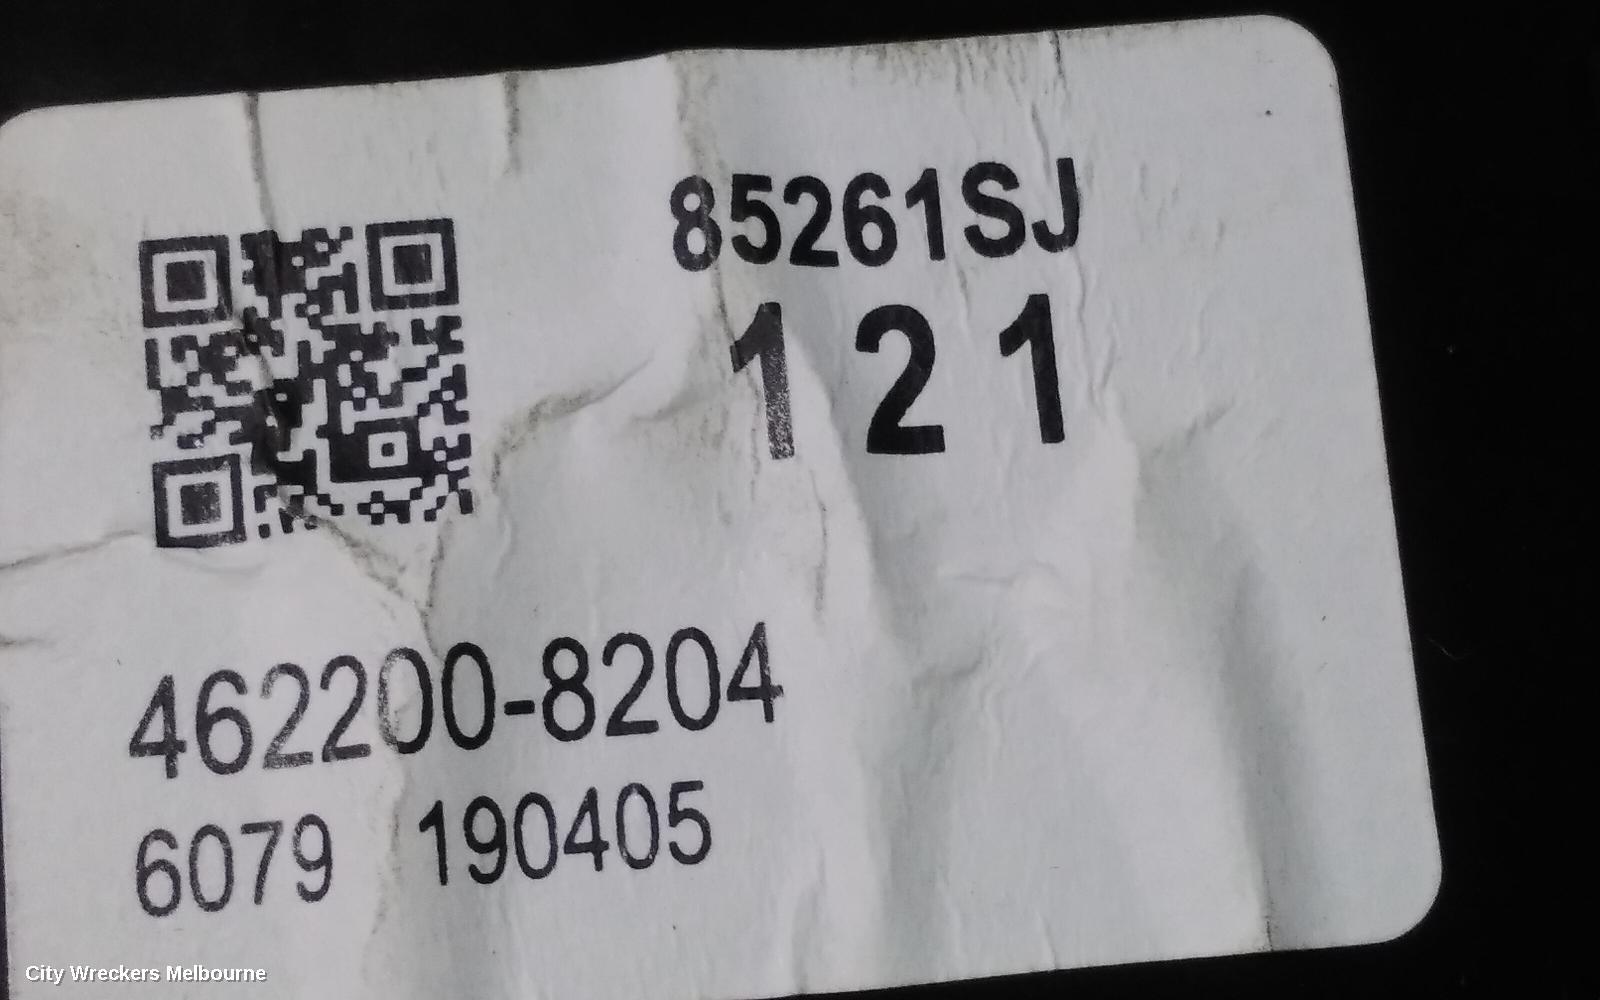 85261SJ
121
462200-8204
6079 190405
City Wreckers Melbourne